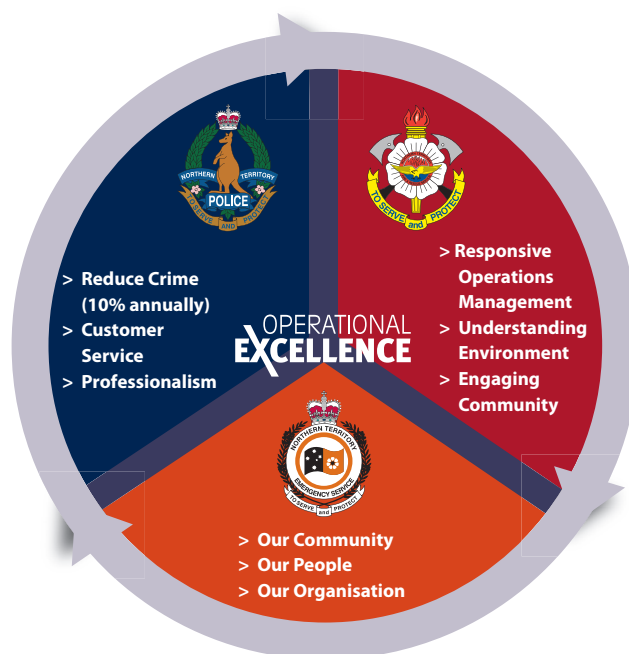 NORTHERN TERRITORY
POLICE
TO SERVE AND PROTECT
> Reduce Crime
(10% annually)
> Customer
Service
> Professionalism
TO SERVE and PROTECT
> Responsive
Operations
Management
> Understanding
Environment
> Engaging
Community
OPERATIONAL
EXCELLENCE
NORTHERN TERRITORY
EMERGENCY SERVICE
TO SERVE and PROTECT
> Our Community
> Our People
> Our Organisation